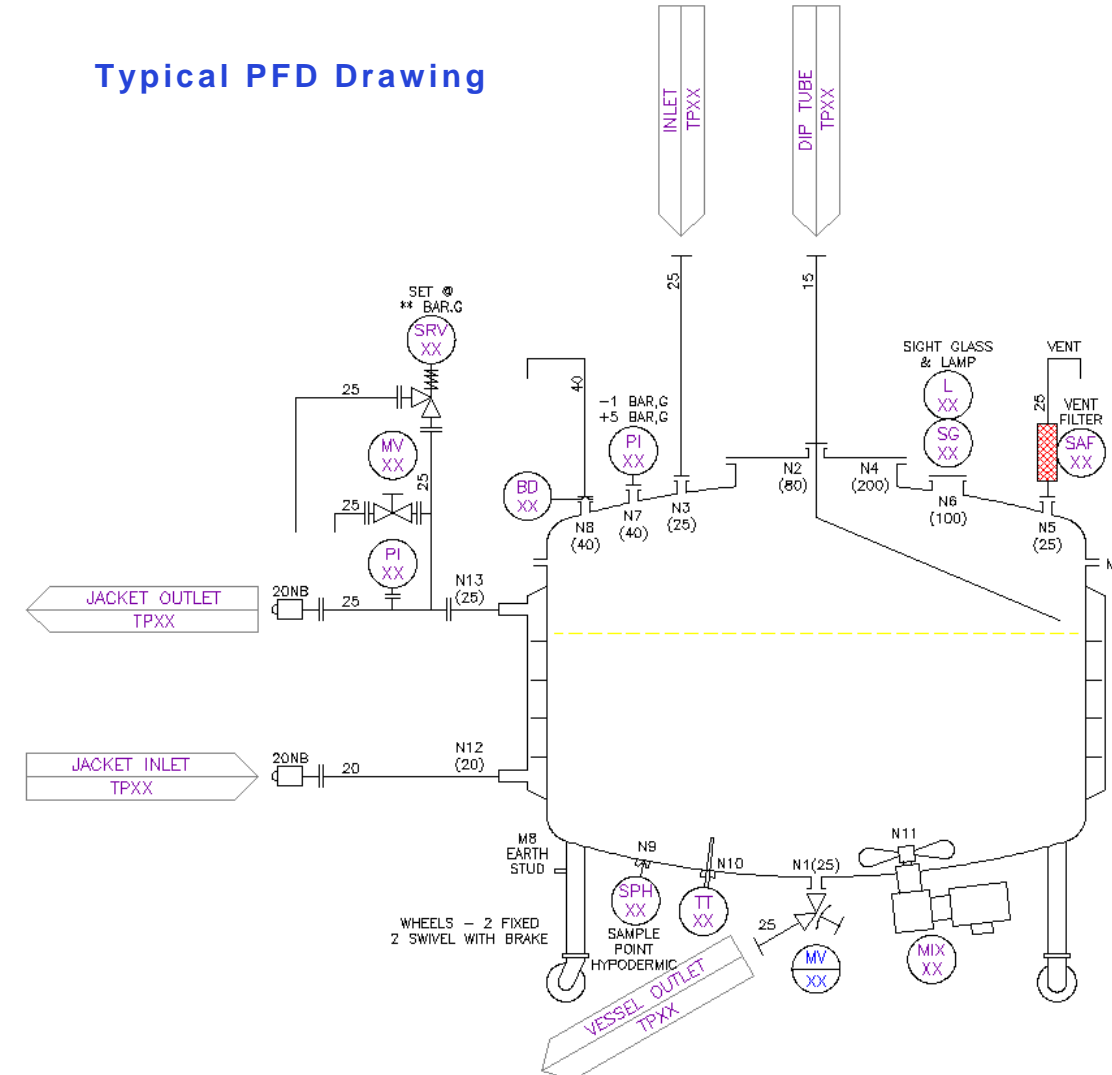 Typical PFD Drawing
INLET
TPXX
DIP TUBE
TPXX
25
15
SET @
** BAR.G
SRV
XX
25
MV
XX
25
25
PI
XX
40
BD
XX
-1 BAR,G
+5 BAR,G
PI
XX
N8
(40)
N7
(40)
N3
(25)
N2
(80)
N4
(200)
SIGHT GLASS
& LAMP
L
XX
SG
XX
N6
(100)
VENT
25
VENT
FILTER
SAF
XX
N5
(25)
N
JACKET OUTLET
TPXX
20NB
25
N13
(25)
JACKET INLET
TPXX
20NB
20
N12
(20)
M8
EARTH
STUD
WHEELS - 2 FIXED
2 SWIVEL WITH BRAKE
N9
SPH
XX
SAMPLE
POINT
HYPODERMIC
N10
TT
XX
N1(25)
25
MV
XX
N11
MIX
XX
VESSEL OUTLET
TPXX